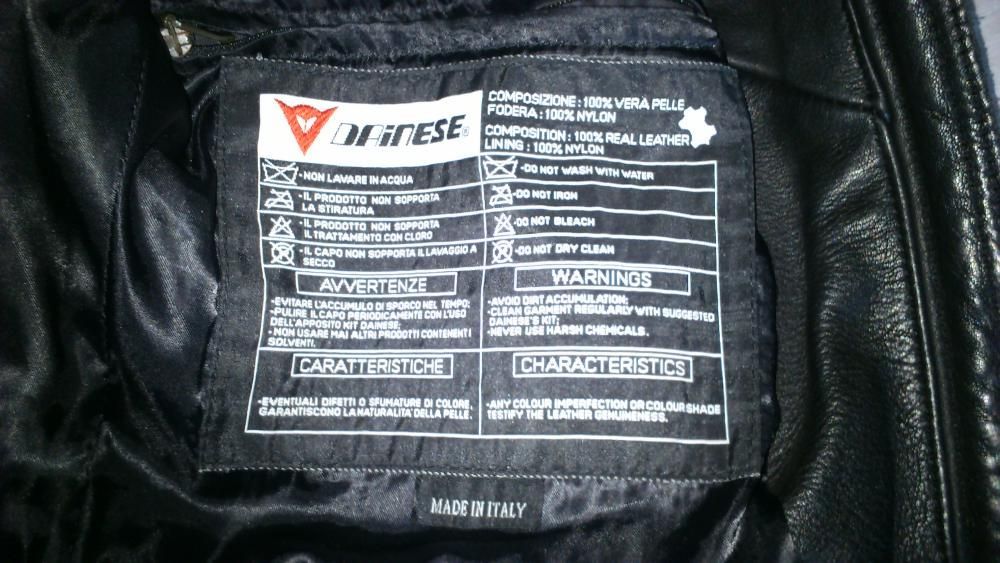 DAINESE®
COMPOSIZIONE : 100% VERA PELLE
FODERA : 100% NYLON
COMPOSITION : 100% REAL LEATHER
LINING : 100% NYLON
-NON LAVARE IN ACQUA
-IL PRODOTTO NON SOPPORTA
LA STIRATURA
-IL PRODOTTO NON SOPPORTA
IL TRATTAMENTO CON CLORO
-IL CAPO NON SOPPORTA IL LAVAGGIO A
SECCO
-DO NOT WASH WITH WATER
-DO NOT IRON
-DO NOT BLEACH
-DO NOT DRY CLEAN
AVVERTENZE
-EVITARE L'ACCUMULO DI SPORCO NEL TEMPO;
-PULIRE IL CAPO PERIODICAMENTE CON L'USO
DELL'APPOSITO KIT DAINESE;
-NON USARE MAI ALTRI PRODOTTI CONTENENTI
SOLVENTI.
WARNINGS
-AVOID DIRT ACCUMULATION;
-CLEAN GARMENT REGULARLY WITH SUGGESTED
DAINESE'S KIT;
-NEVER USE HARSH CHEMICALS.
CARATTERISTICHE
-EVENTUALI DIFETTI O SFUMATURE DI COLORE,
GARANTISCONO LA NATURALITA' DELLA PELLE.
CHARACTERISTICS
-ANY COLOUR IMPERFECTION OR COLOUR SHADE
TESTIFY THE LEATHER GENUINENESS.
MADE IN ITALY